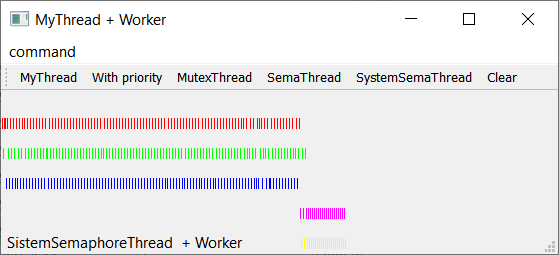 MyThread + Worker
command
MyThread With priority MutexThread SemaThread SystemSemaThread Clear
SistemSemaphoreThread + Worker